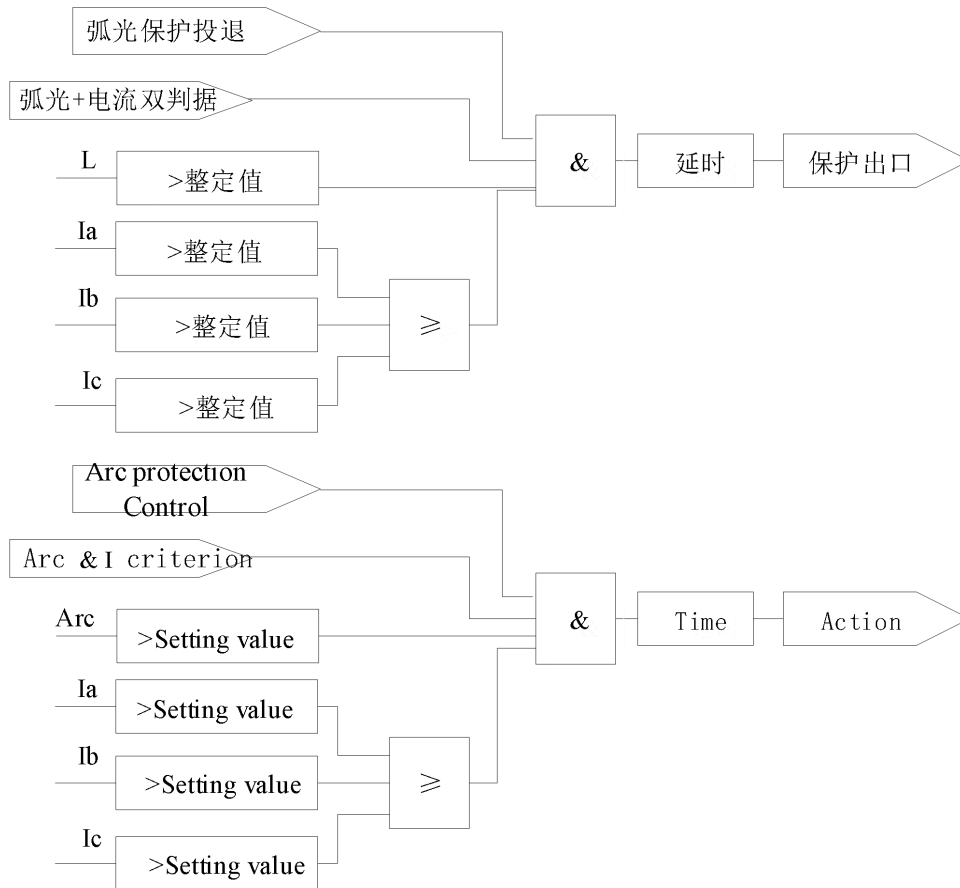 弧光保护投退
弧光+电流双判据
L
>整定值
&
延时
保护出口
Ia
>整定值
Ib
>整定值
≥
Ic
>整定值
Arc protection
Control
Arc & I criterion
Arc
>Setting value
&
Time
Action
Ia
>Setting value
Ib
>Setting value
≥
Ic
>Setting value